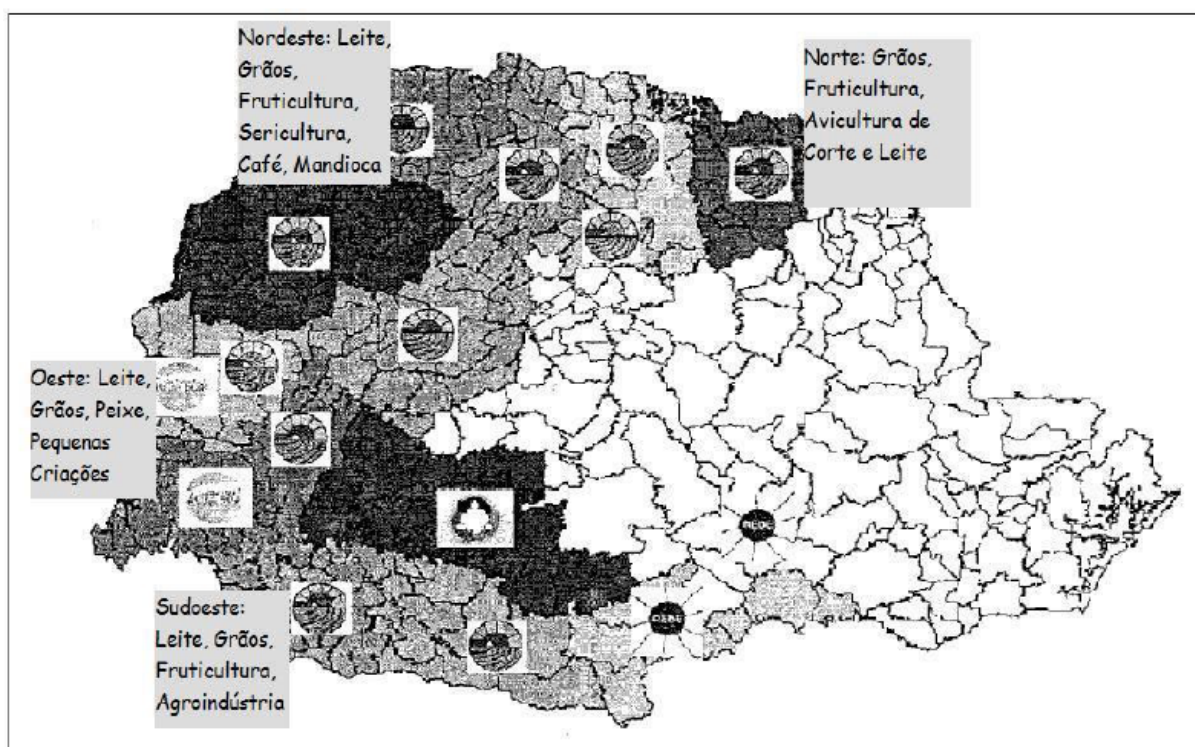 Nordeste: Leite,
Grãos,
Fruticultura,
Sericultura,
Café, Mandioca
Norte: Grãos,
Fruticultura,
Avicultura de
Corte e Leite
Oeste: Leite,
Grãos, Peixe,
Pequenas
Criações
REDE
Sudoeste:
Leite, Grãos,
Fruticultura,
Agroindústria